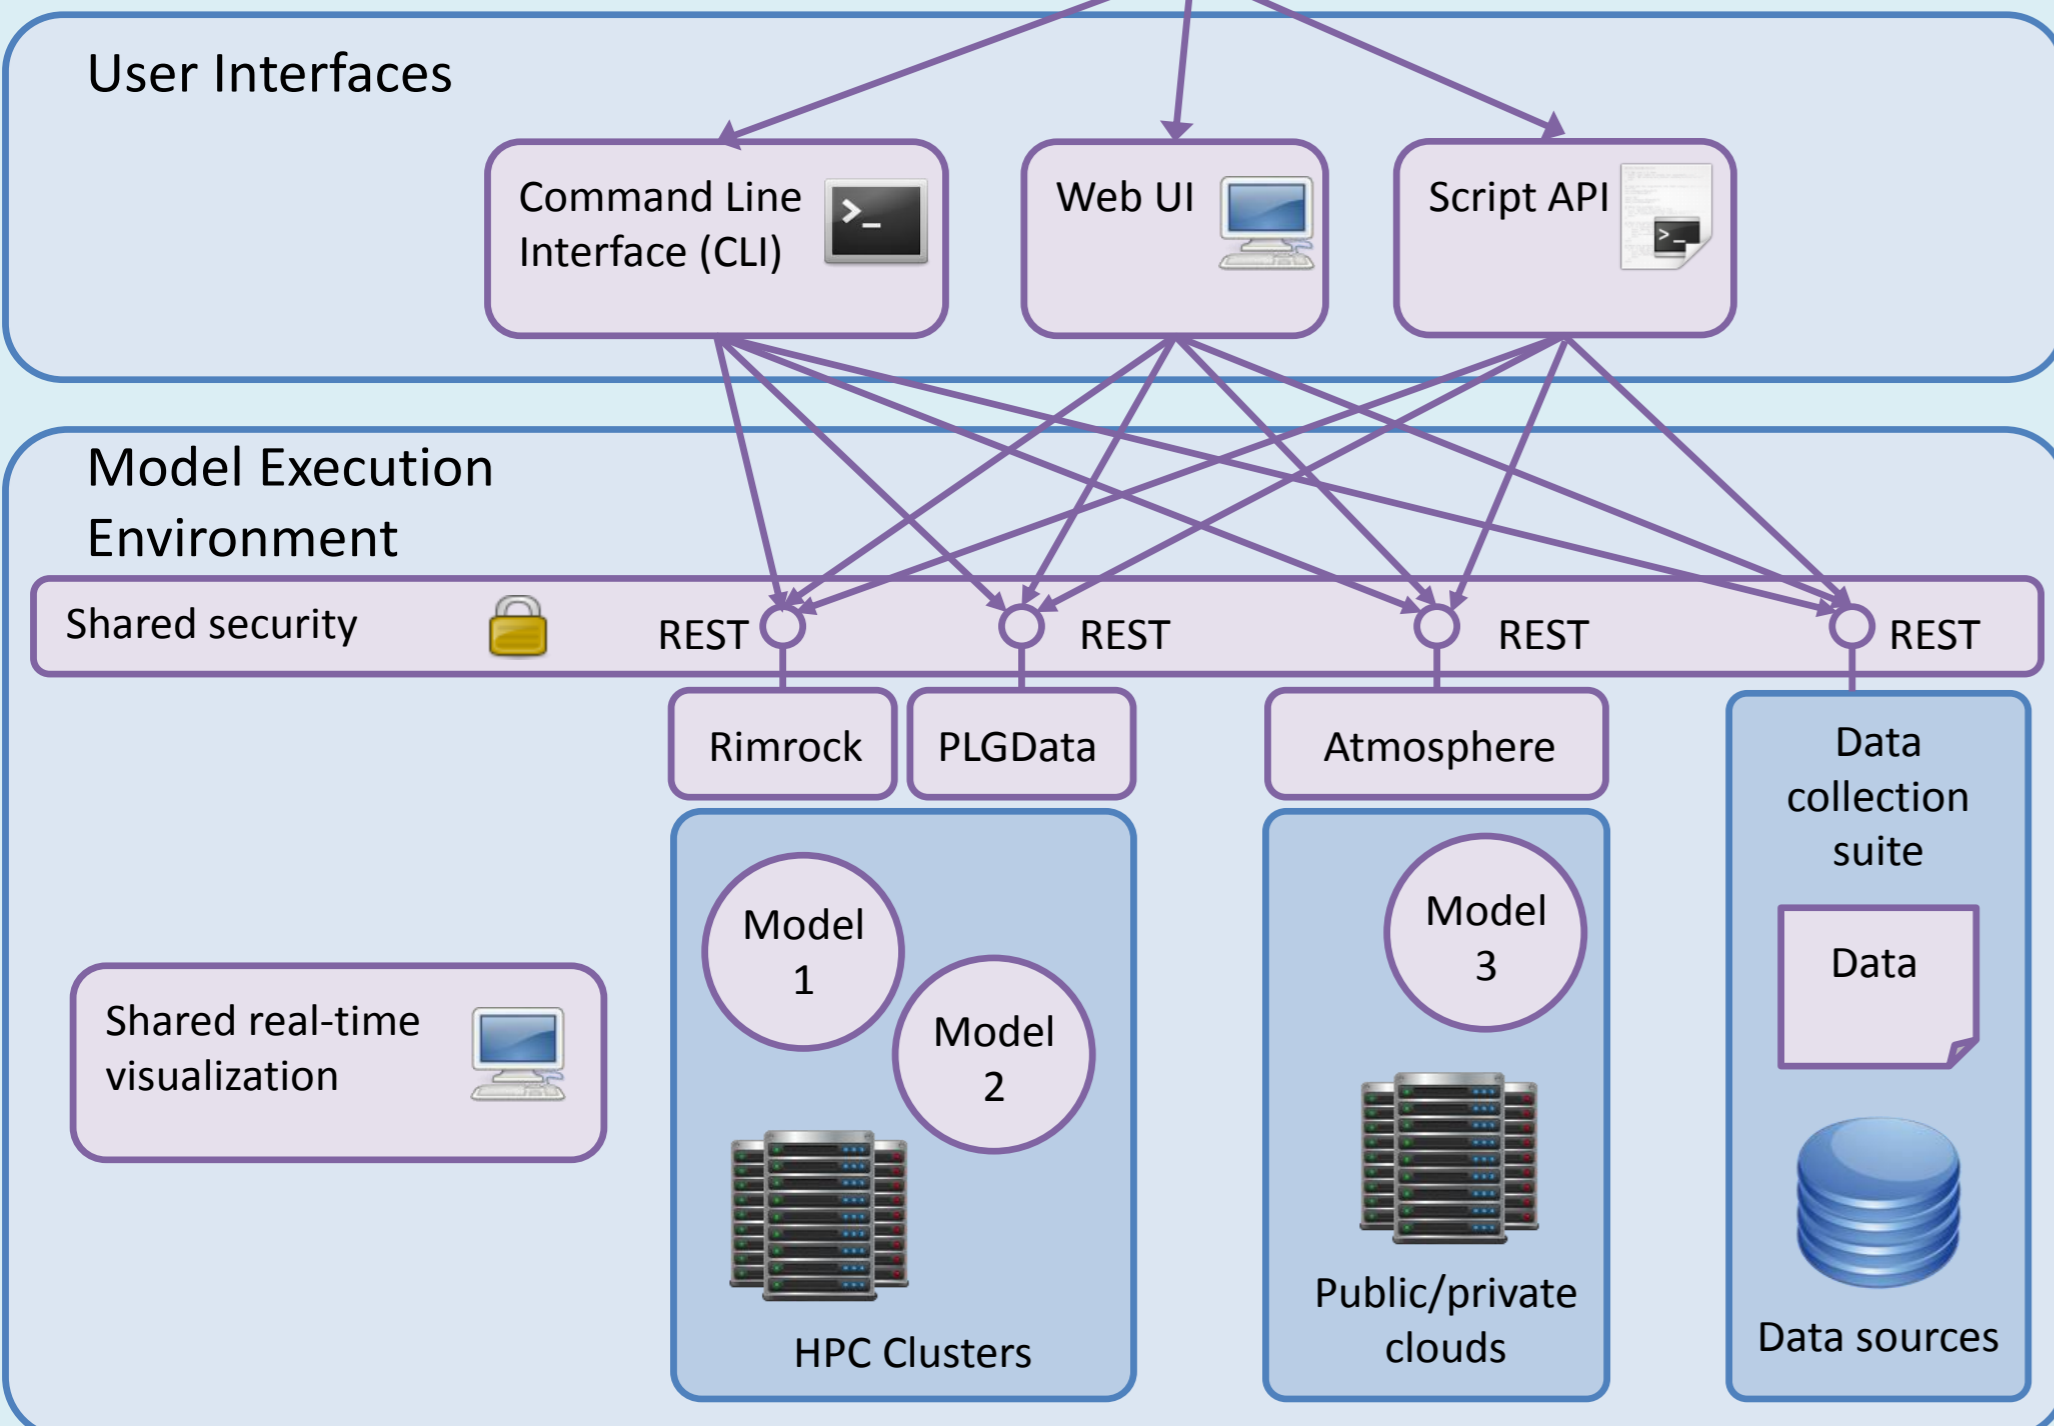 User Interfaces
Command Line
Interface (CLI)
Web UI
Script API
Model Execution
Environment
Shared security
REST
REST
REST
REST
Rimrock
PLGData
Atmosphere
Data
collection
suite
Model
1
Model
2
Model
3
Data
Shared real-time
visualization
HPC Clusters
Public/private
clouds
Data sources